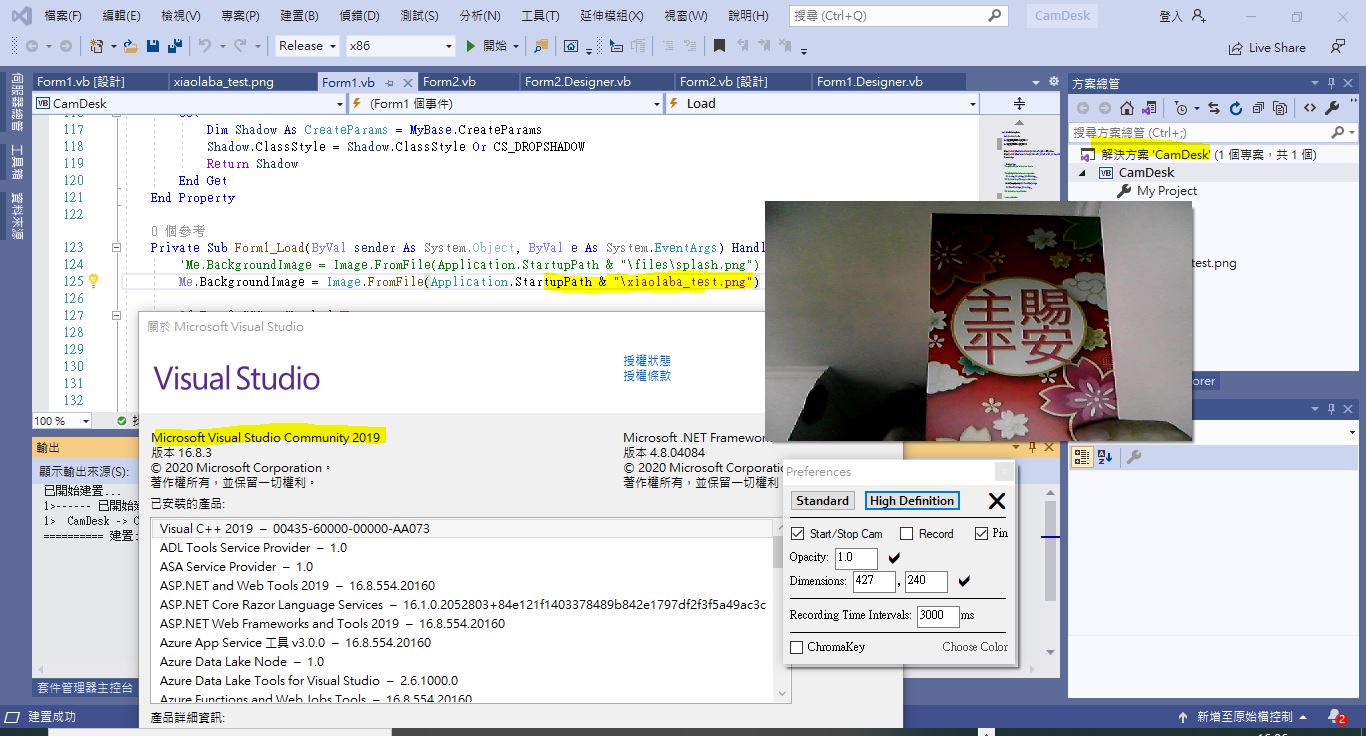 檔案(F) 編輯(E) 檢視(V) 專案(P) 建置(B) 偵錯(D) 測試(S) 分析(N) 工具(T) 延伸模組(X) 視窗(W) 說明(H) 搜尋 (Ctrl+Q) CamDesk 登入
Release x86 開始 Live Share
伺服器總管
工具箱
資料來源
Form1.vb [設計] xiaolaba_test.png Form1.vb Form2.vb Form2.Designer.vb Form2.vb [設計] Form1.Designer.vb
CamDesk (Form1 個事件) Load
117 Dim Shadow As CreateParams = MyBase.CreateParams
118 Shadow.ClassStyle = Shadow.ClassStyle Or CS_DROPSHADOW
119 Return Shadow
120 End Get
121 End Property
122
0 個參考
123 Private Sub Form1_Load(ByVal sender As System.Object, ByVal e As System.EventArgs) Handl
124 'Me.BackgroundImage = Image.FromFile(Application.StartupPath & "\files\splash.png")
125 Me.BackgroundImage = Image.FromFile(Application.StartupPath & "\xiaolaba_test.png")
127
128
129
130
131
132
100 %
方案總管
搜尋方案總管 (Ctrl+;)
解決方案 'CamDesk' (1 個專案，共 1 個)
CamDesk
My Project
test.png
orer
主賜
平安
輸出
顯示輸出來源(S):
已開始建置...
1>------ 已開始
1> CamDesk ->
========== 建置:
套件管理器主控台
關於 Microsoft Visual Studio
Visual Studio
授權狀態
授權條款
Microsoft Visual Studio Community 2019
版本 16.8.3
© 2020 Microsoft Corporation。
著作權所有，並保留一切權利。
Microsoft .NET Framewor
版本 4.8.04084
© 2020 Microsoft Corporatio
著作權所有，並保留一切權利
已安裝的產品:
Visual C++ 2019 – 00435-60000-00000-AA073
ADL Tools Service Provider – 1.0
ASA Service Provider – 1.0
ASP.NET and Web Tools 2019 – 16.8.554.20160
ASP.NET Core Razor Language Services – 16.1.0.2052803+84e121f1403378489b842e1797df2f3f5a49ac3c
ASP.NET Web Frameworks and Tools 2019 – 16.8.554.20160
Azure App Service 工具 v3.0.0 – 16.8.554.20160
Azure Data Lake Node – 1.0
Azure Data Lake Tools for Visual Studio – 2.6.1000.0
Azure Functions and Web Jobs Tools – 16.8.554.20160
產品詳細資訊:
Preferences
Standard High Definition
Start/Stop Cam Record Pin
Opacity: 1.0
Dimensions: 427 , 240
Recording Time Intervals: 3000 ms
ChromaKey Choose Color
建置成功 新增至原始檔控制 2